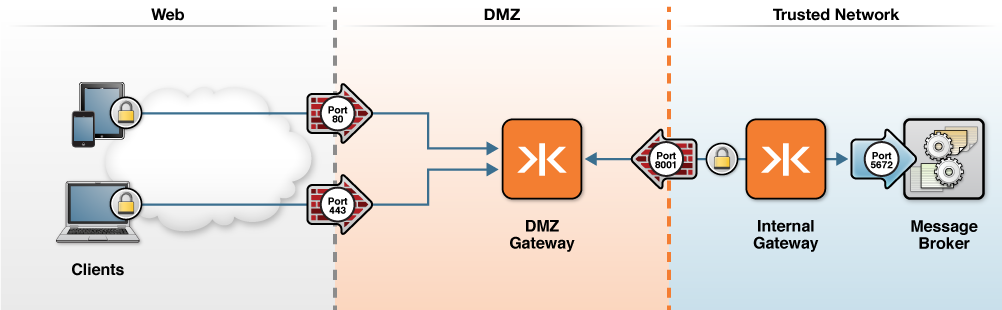 Web
DMZ
Trusted Network
Port
80
Port
443
Port
8001
Port
5672
Clients
DMZ
Gateway
Internal
Gateway
Message
Broker